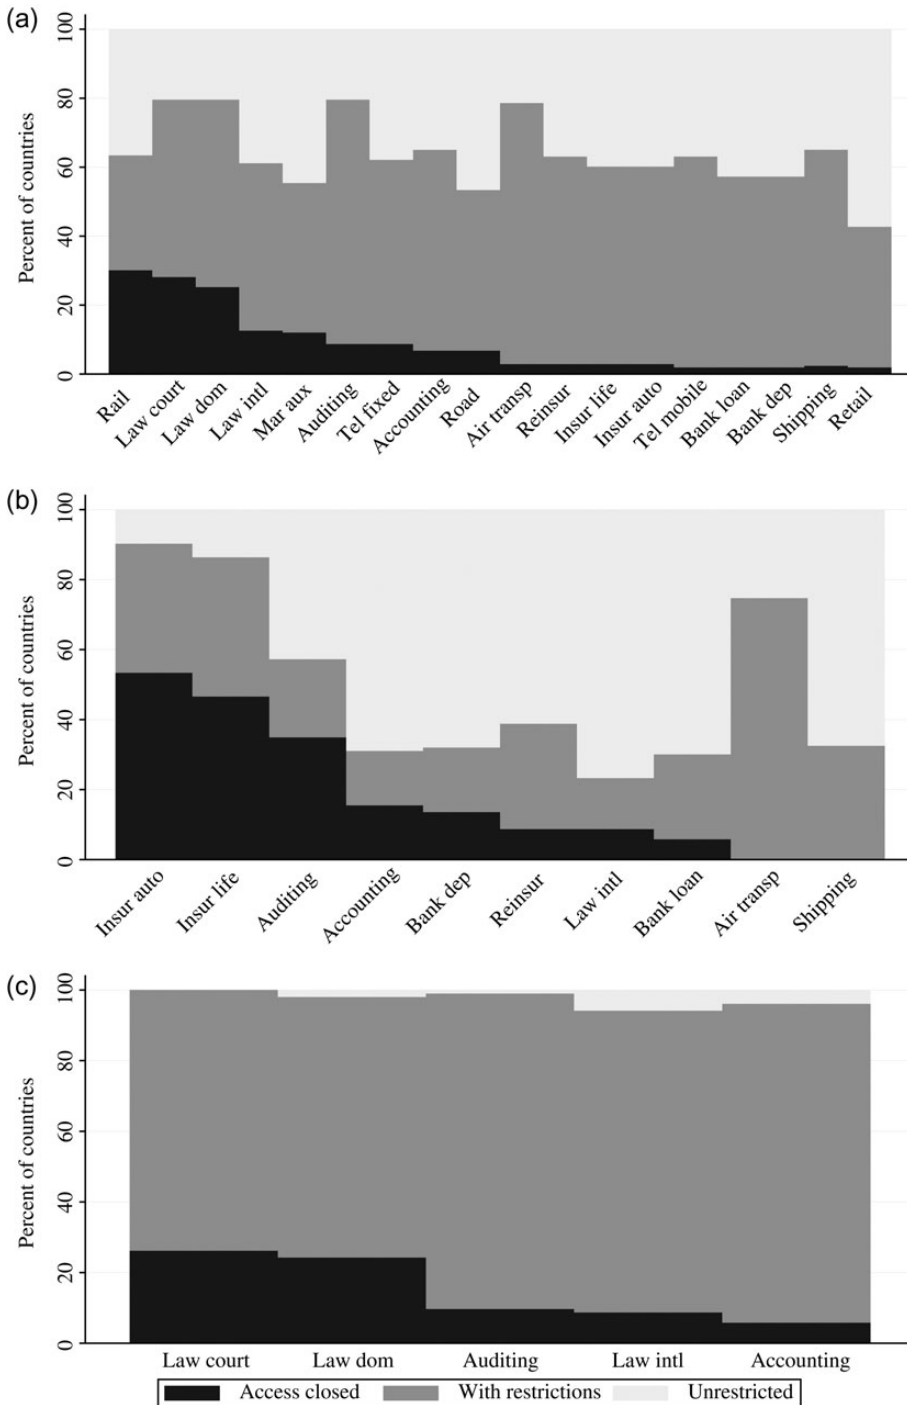 (a)
100
80
60
40
20
0
Percent of countries
Rail
Law court
Law dom
Law intl
Mar aux
Auditing
Tel fixed
Accounting
Road
Air transp
Reinsur
Insur life
Insur auto
Tel mobile
Bank loan
Bank dep
Shipping
Retail
(b)
100
80
60
40
20
0
Percent of countries
Insur auto
Insur life
Auditing
Accounting
Bank dep
Reinsur
Law intl
Bank loan
Air transp
Shipping
(c)
100
80
60
40
20
0
Percent of countries
Law court Law dom Auditing Law intl Accounting
Access closed With restrictions Unrestricted